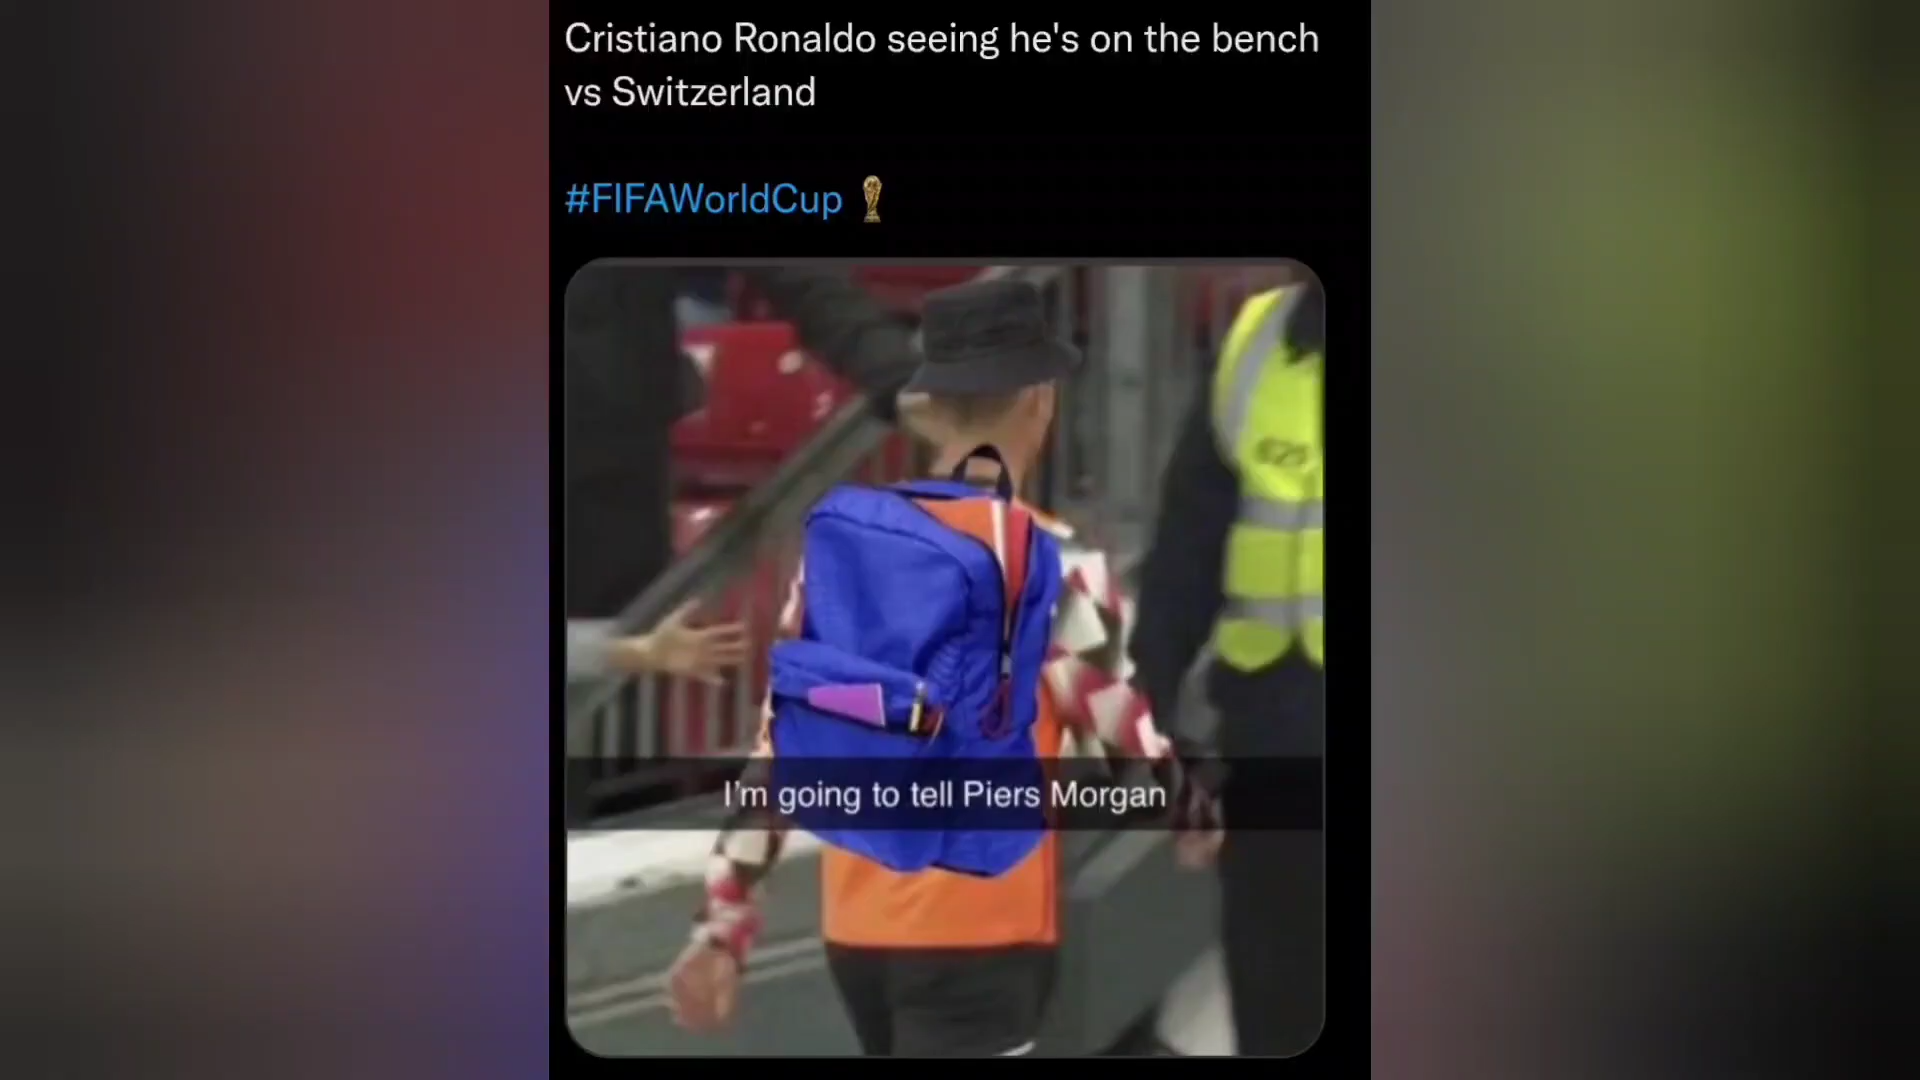 Cristiano Ronaldo seeing he's on the bench
vs Switzerland
#FIFAWorldCup
I'm going to tell Piers Morgan